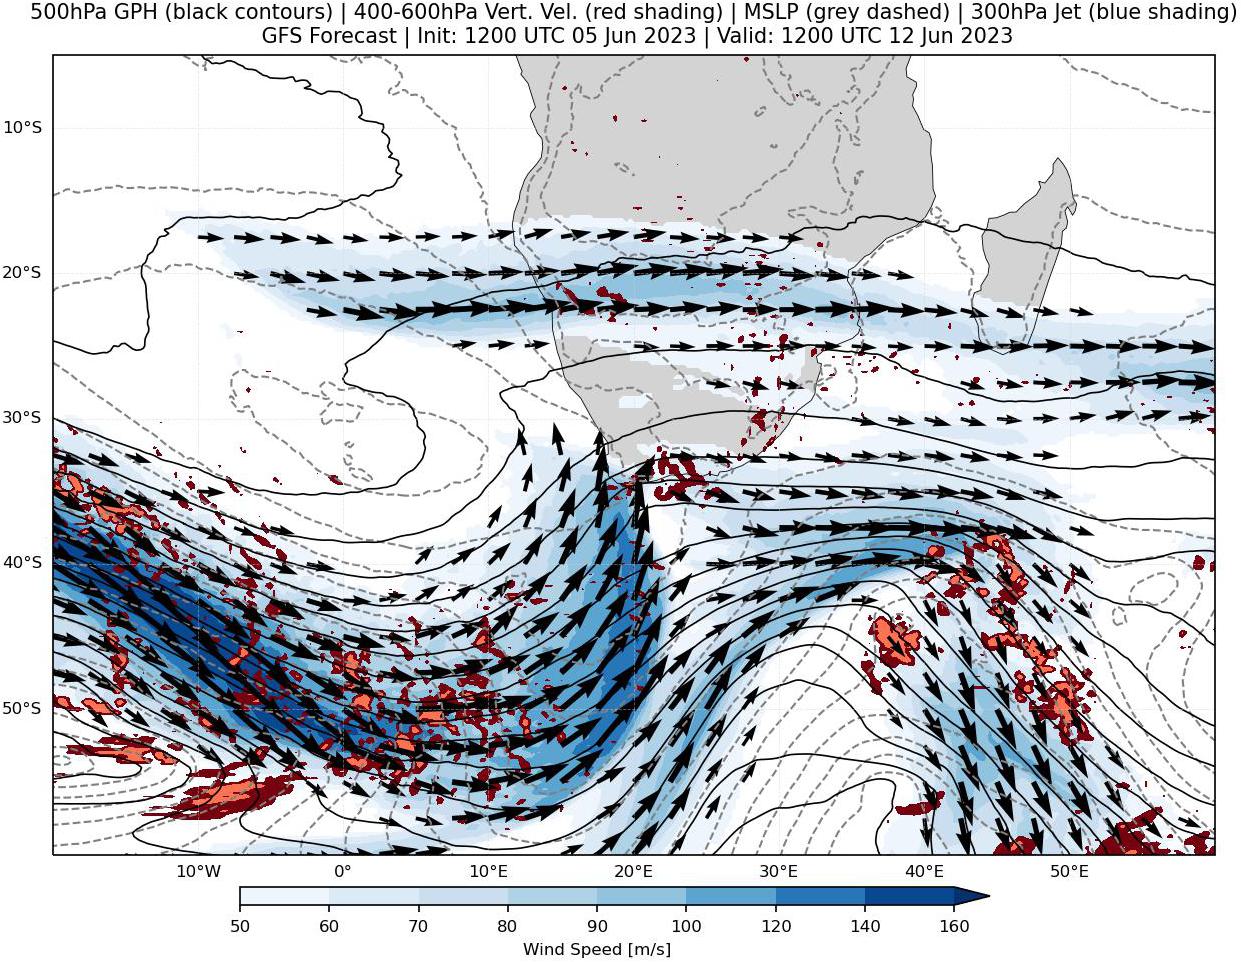 500hPa GPH (black contours) | 400-600hPa Vert. Vel. (red shading) | MSLP (grey dashed) | 300hPa Jet (blue shading)
GFS Forecast | Init: 1200 UTC 05 Jun 2023 | Valid: 1200 UTC 12 Jun 2023
10°S
20°S
30°S
40°S
50°S
10°W 0° 10°E 20°E 30°E 40°E 50°E
50 60 70 80 90 100 120 140 160
Wind Speed [m/s]